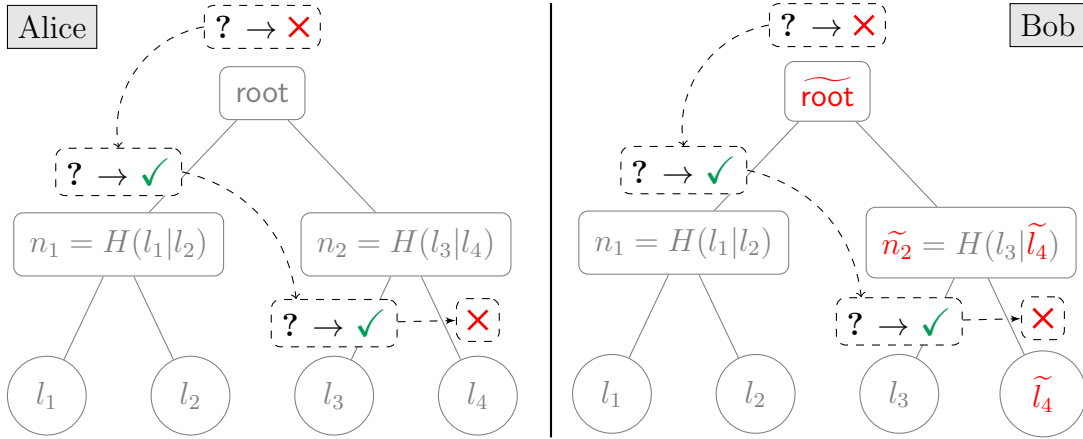 Alice
? → ✗
root
? → ✓
n₁ = H(l₁|l₂)
n₂ = H(l₃|l₄)
? → ✓
✗
l₁
l₂
l₃
l₄
Bob
? → ✗
r͠oot
? → ✓
n₁ = H(l₁|l₂)
ñ₂ = H(l₃|l̃₄)
? → ✓
✗
l₁
l₂
l₃
l̃₄